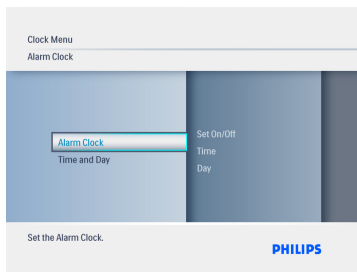 Clock Menu
Alarm Clock
Alarm Clock
Time and Day
Set On/Off
Time
Day
Set the Alarm Clock.
PHILIPS